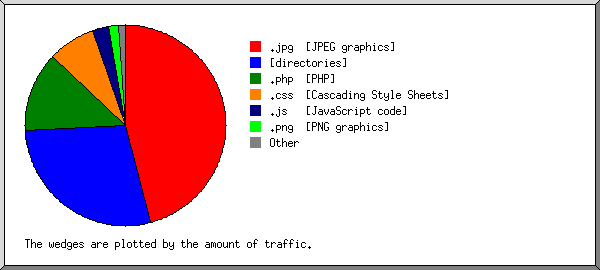 .jpg [JPEG graphics]
[directories]
.php [PHP]
.css [Cascading Style Sheets]
.js [JavaScript code]
.png [PNG graphics]
Other
The wedges are plotted by the amount of traffic.